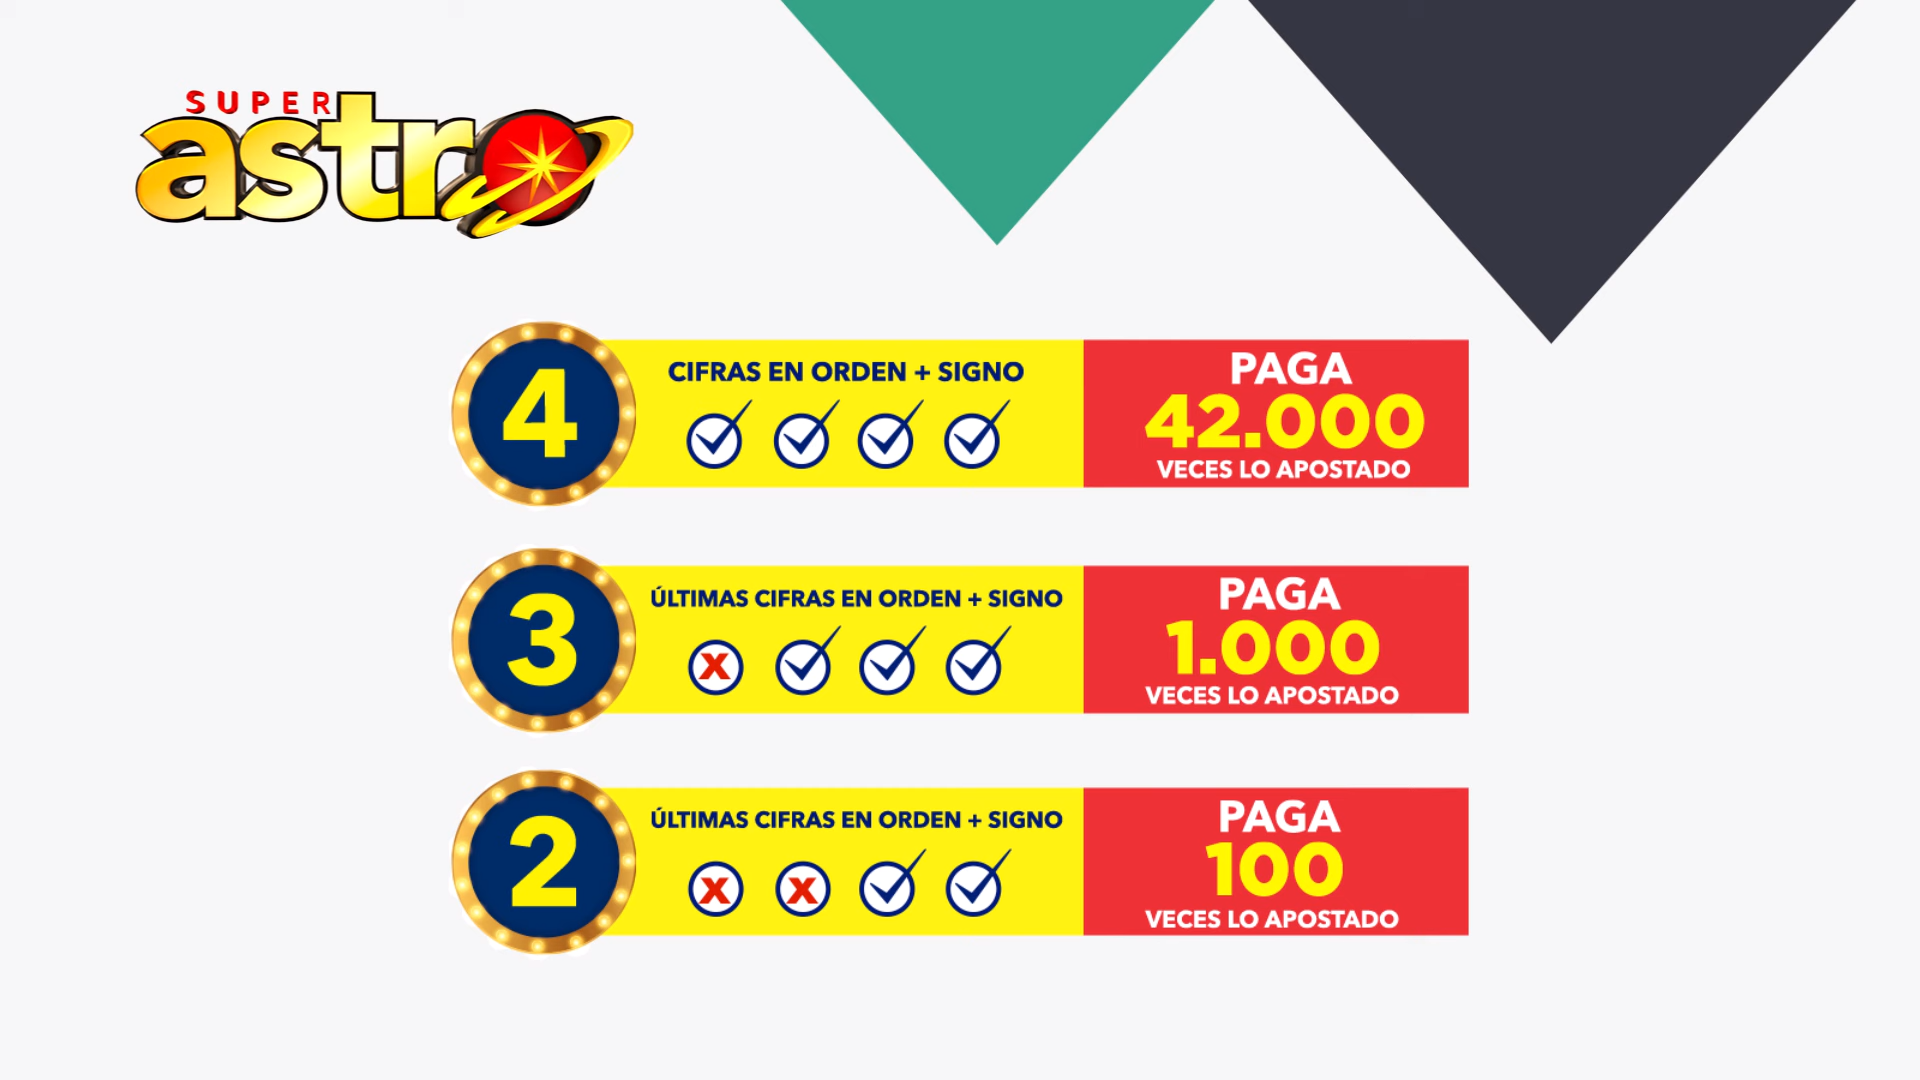 SUPER
astro
4
CIFRAS EN ORDEN + SIGNO
PAGA
42.000
VECES LO APOSTADO
3
ÚLTIMAS CIFRAS EN ORDEN + SIGNO
X
PAGA
1.000
VECES LO APOSTADO
2
ÚLTIMAS CIFRAS EN ORDEN + SIGNO
X X
PAGA
100
VECES LO APOSTADO